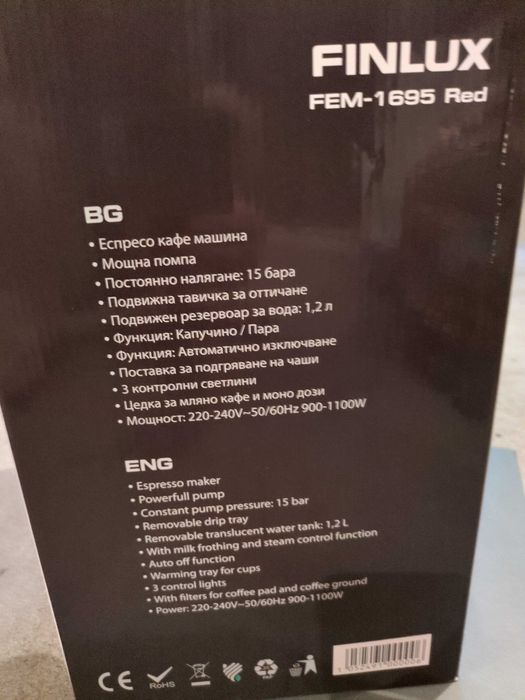 FINLUX
FEM-1695 Red
BG
• Еспресо кафе машина
• Мощна помпа
• Постоянно налягане: 15 бара
• Подвижна тавичка за оттичане
• Подвижен резервоар за вода: 1,2 л
• Функция: Капучино / Пара
• Функция: Автоматично изключване
• Поставка за подгряване на чаши
• 3 контролни светлини
• Цедка за мляно кафе и моно дози
• Мощност: 220-240V~50/60Hz 900-1100W
ENG
• Espresso maker
• Powerfull pump
• Constant pump pressure: 15 bar
• Removable drip tray
• Removable translucent water tank: 1,2 L
• With milk frothing and steam control function
• Auto off function
• Warming tray for cups
• 3 control lights
• With filters for coffee pad and coffee ground
• Power: 220-240V~50/60Hz 900-1100W
CE
RoHS
PAP